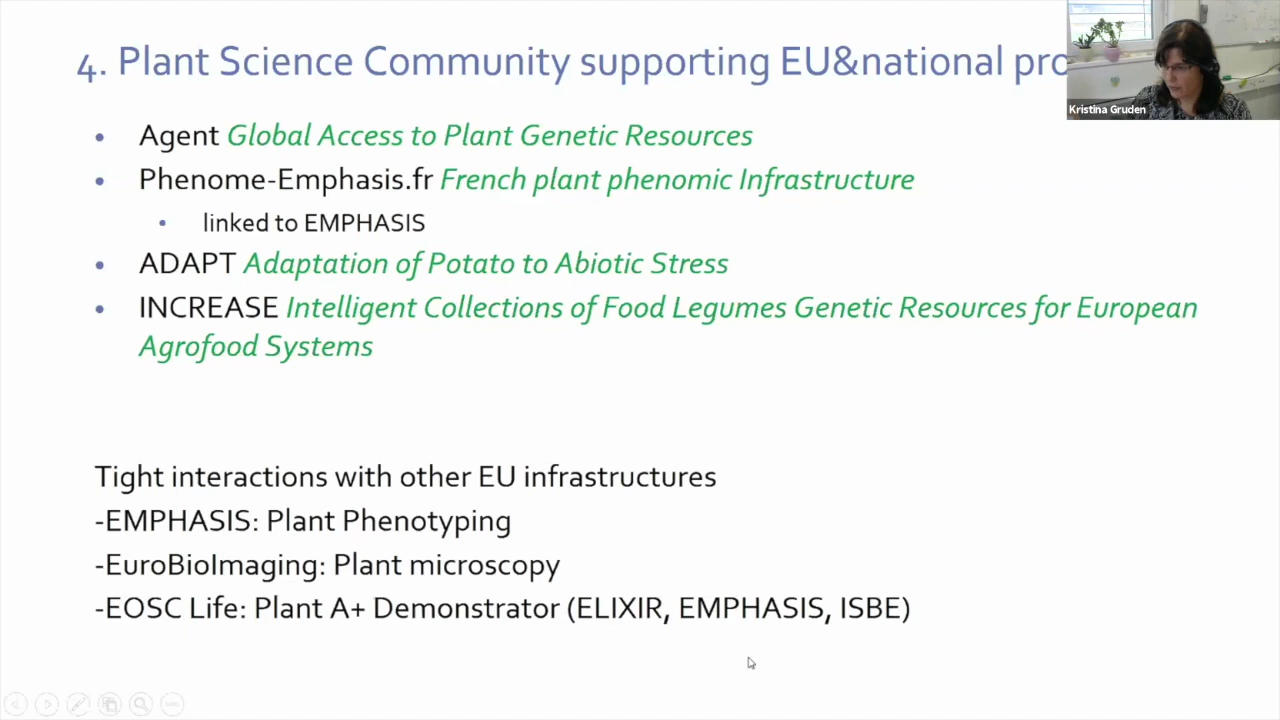 4. Plant Science Community supporting EU&national
Kristina Gruden
• Agent Global Access to Plant Genetic Resources
• Phenome-Emphasis.fr French plant phenomic Infrastructure
• linked to EMPHASIS
• ADAPT Adaptation of Potato to Abiotic Stress
• INCREASE Intelligent Collections of Food Legumes Genetic Resources for European
Agrofood Systems
Tight interactions with other EU infrastructures
-EMPHASIS: Plant Phenotyping
-EuroBioImaging: Plant microscopy
-EOSC Life: Plant A+ Demonstrator (ELIXIR, EMPHASIS, ISBE)